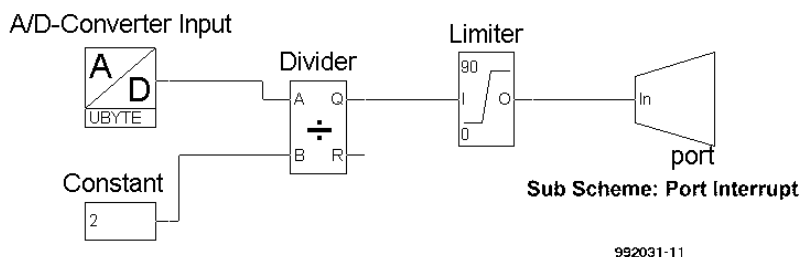 A/D-Converter Input
A
D
UBYTE
Divider
A Q
÷
B R
Limiter
90
I O
0
In
port
Constant
2
Sub Scheme: Port Interrupt
992031-11